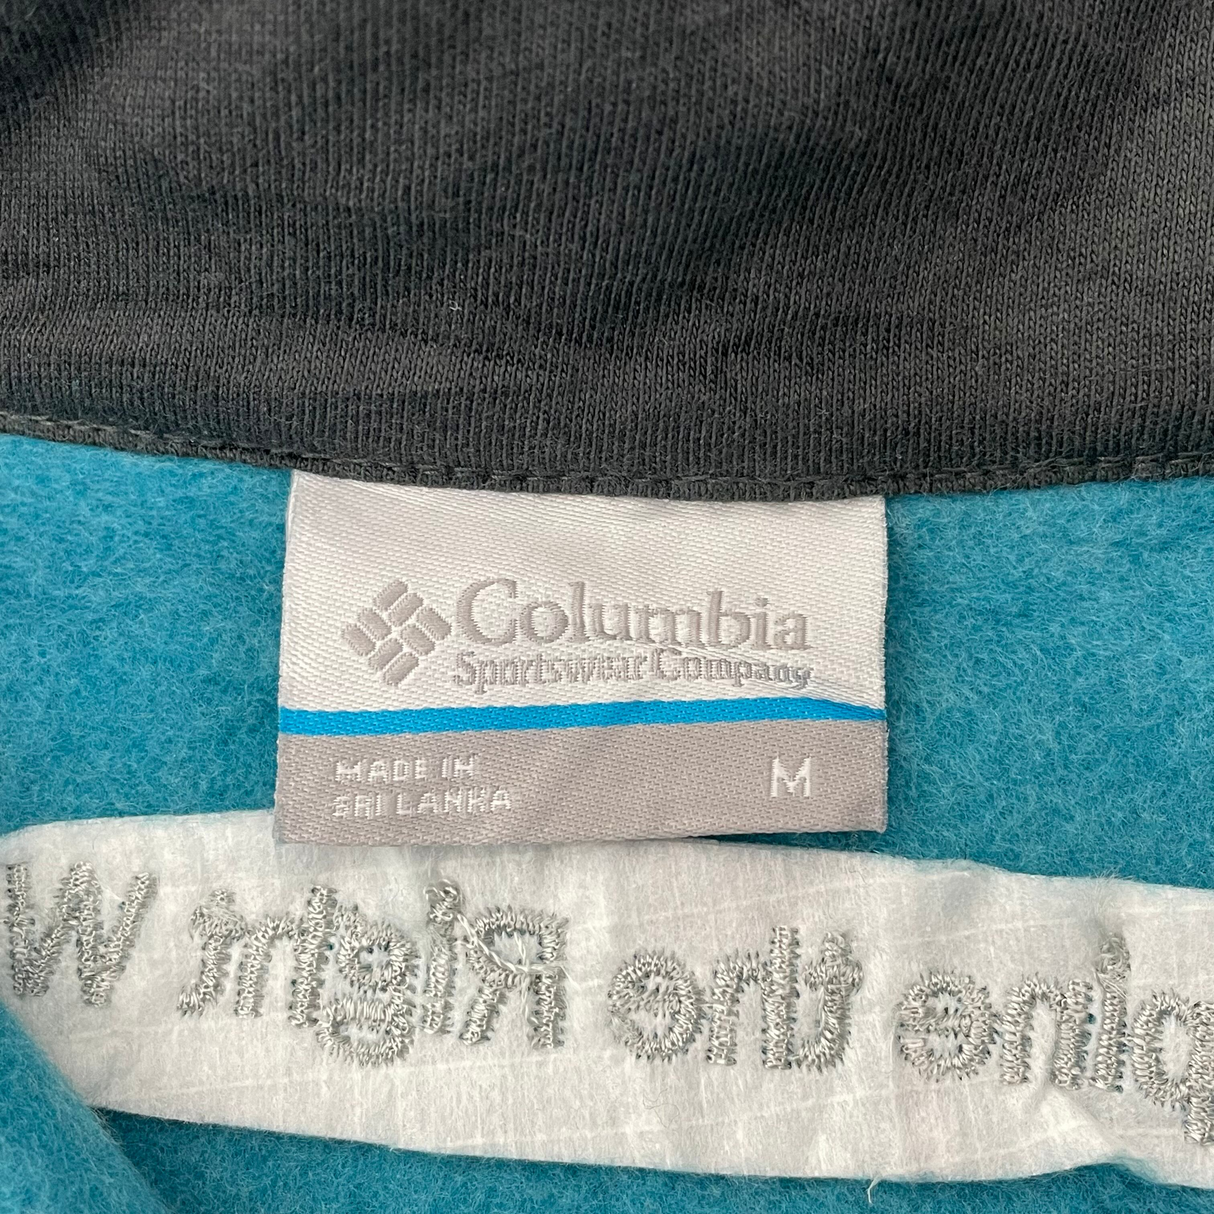 Columbia
Sportswear Company
MADE IN
SRI LANKA
M
the Right W